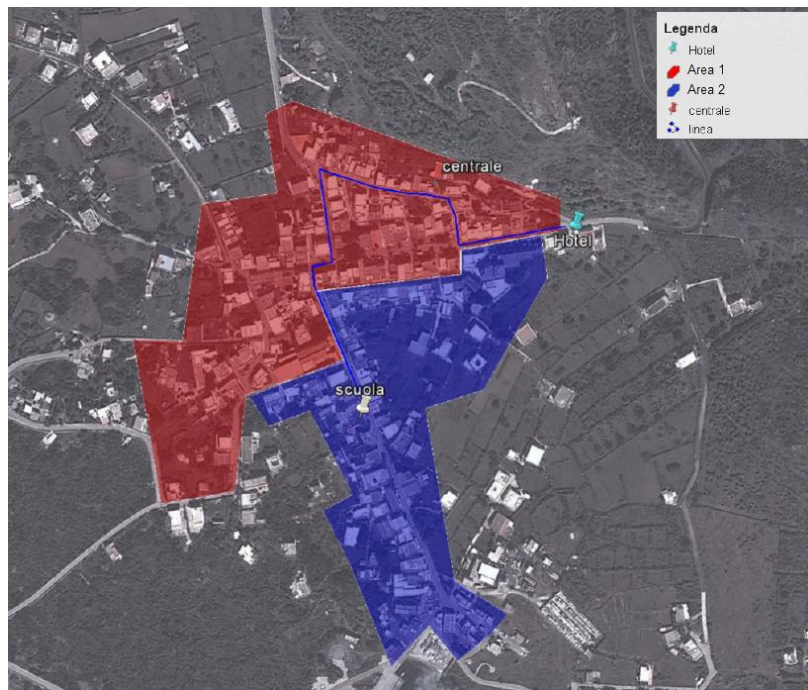 Legenda
Hotel
Area 1
Area 2
centrale
linea
centrale
Hotel
scuola